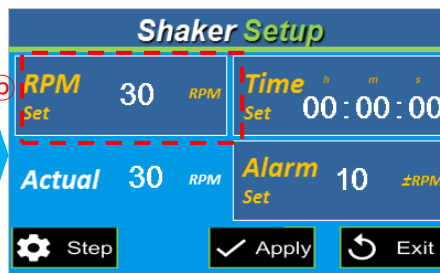 Shaker Setup
RPM
Set
30
RPM
Time
Set
h m s
00:00:00
Actual
30
RPM
Alarm
Set
10
±RPM
Step
Apply
Exit